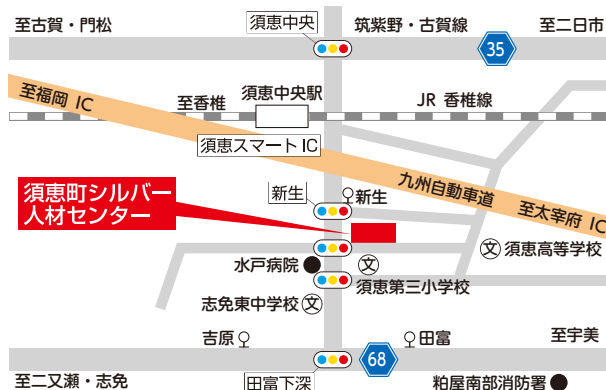 至古賀・門松
須恵中央
筑紫野・古賀線
至二日市
35
至福岡 IC
至香椎
須恵中央駅
JR 香椎線
須恵スマート IC
九州自動車道
至太宰府 IC
須恵町シルバー
人材センター
新生
新生
文 須恵高等学校
水戸病院
文
須恵第三小学校
志免東中学校 文
吉原
田富
至宇美
68
至二又瀬・志免
田富下深
粕屋南部消防署